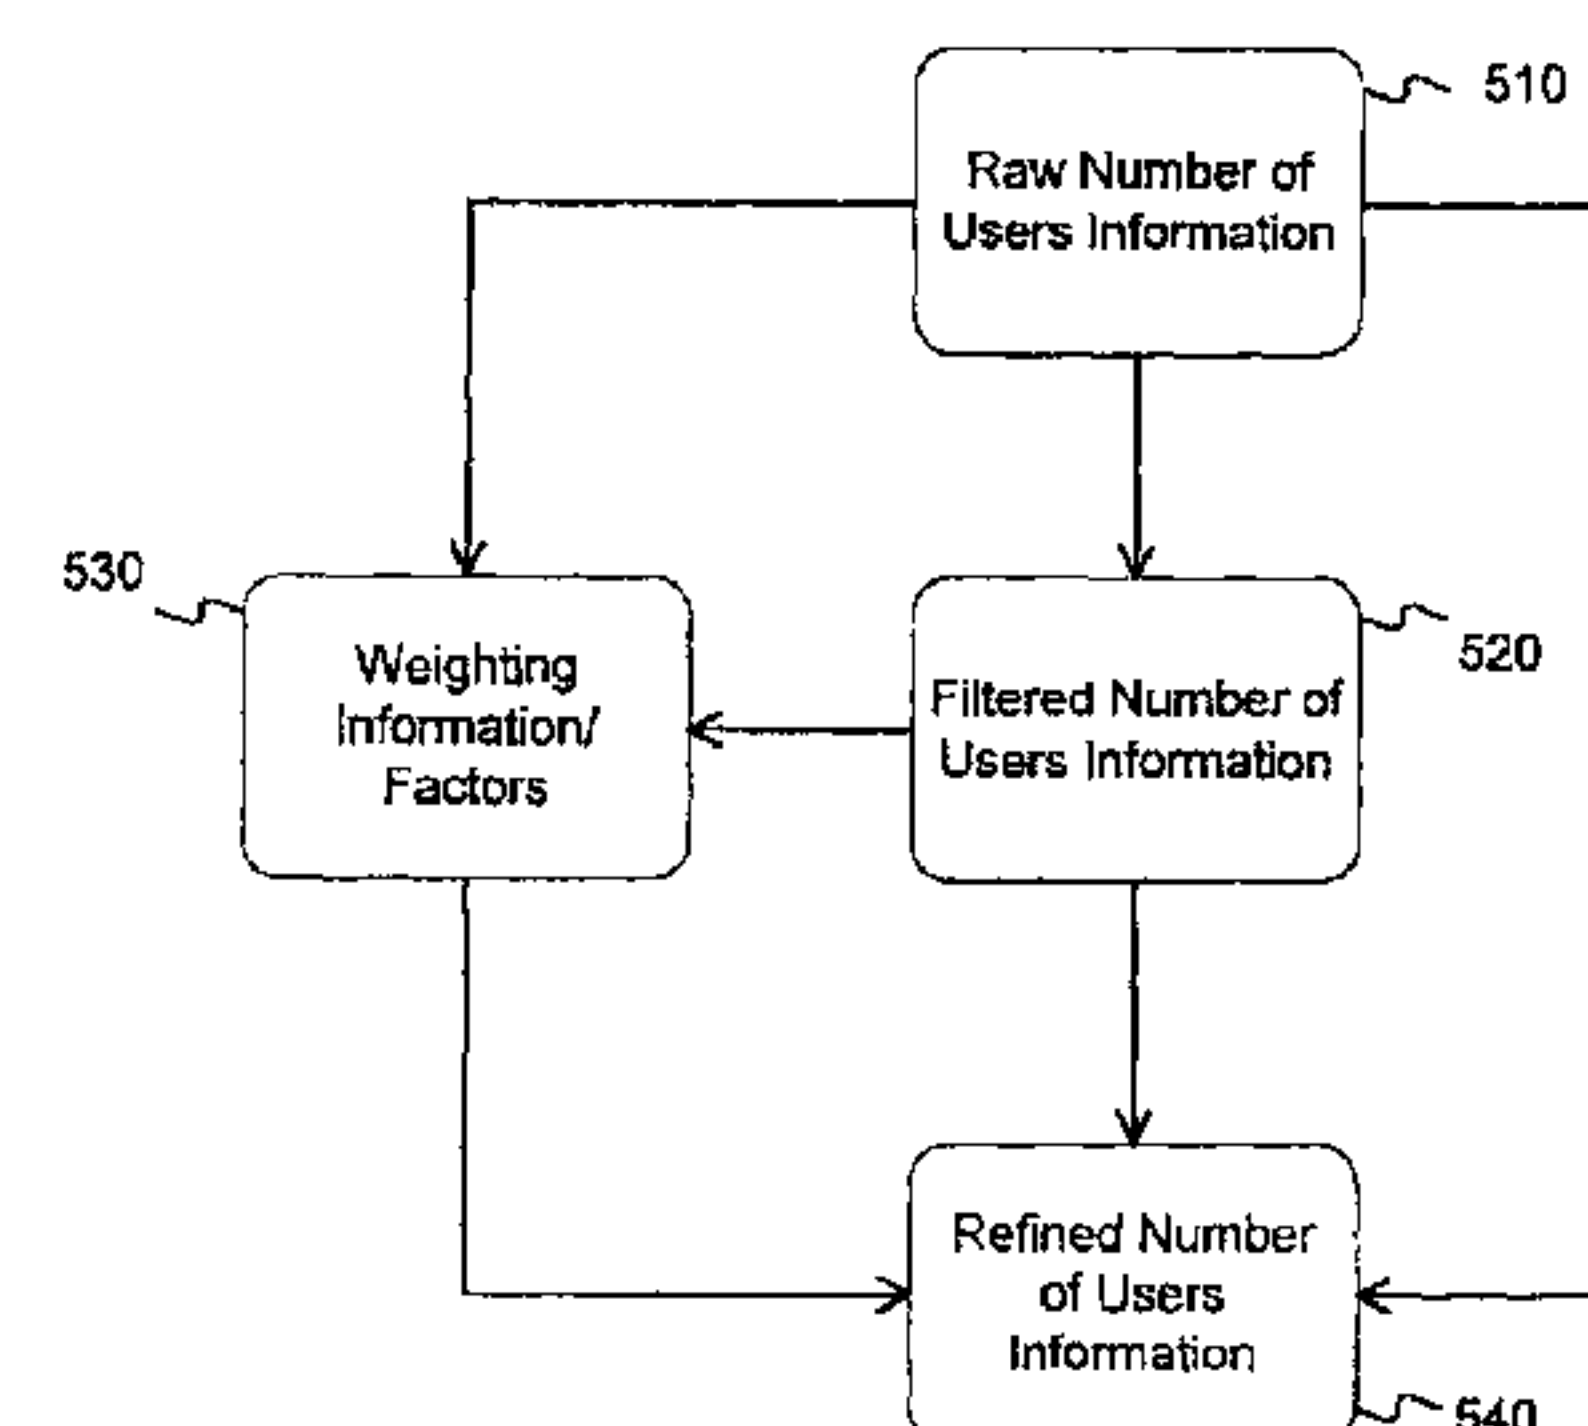 510
Raw Number of
Users Information
530
Weighting
Information/
Factors
520
Filtered Number of
Users Information
Refined Number
of Users
Information
540